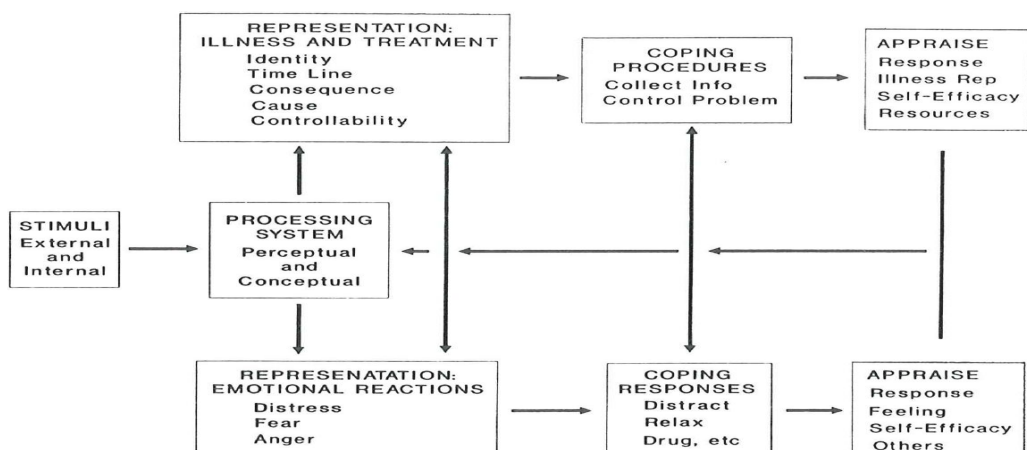 REPRESENTATION:
ILLNESS AND TREATMENT
Identity
Time Line
Consequence
Cause
Controllability
COPING
PROCEDURES
Collect Info
Control Problem
APPRAISE
Response
Illness Rep
Self-Efficacy
Resources
STIMULI
External
and
Internal
PROCESSING
SYSTEM
Perceptual
and
Conceptual
REPRESENATATION:
EMOTIONAL REACTIONS
Distress
Fear
Anger
COPING
RESPONSES
Distract
Relax
Drug, etc
APPRAISE
Response
Feeling
Self-Efficacy
Others